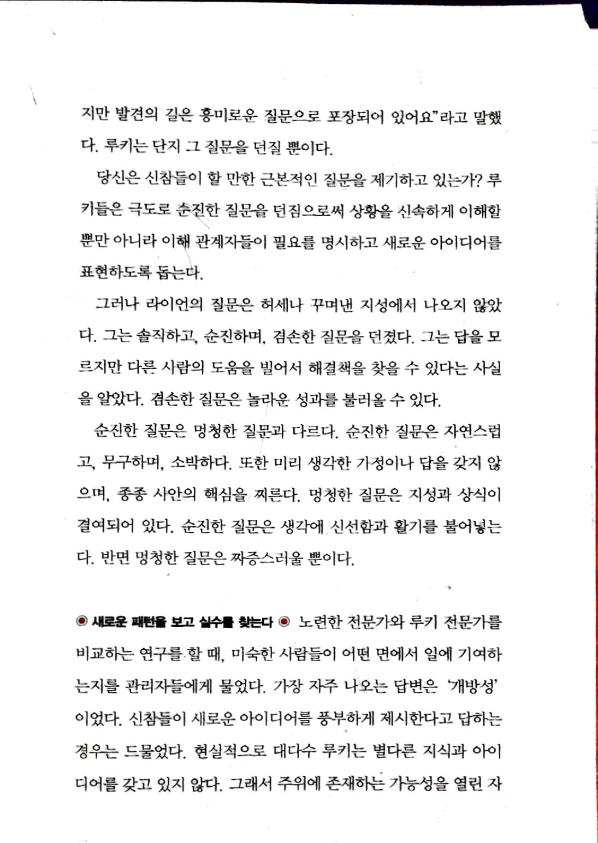 지만 발견의 길은 흥미로운 질문으로 포장되어 있어요”라고 말했
다. 루키는 단지 그 질문을 던질 뿐이다.
당신은 신참들이 할 만한 근본적인 질문을 제기하고 있는가? 루
키들은 극도로 순진한 질문을 던짐으로써 상황을 신속하게 이해할
뿐만 아니라 이해 관계자들이 필요를 명시하고 새로운 아이디어를
표현하도록 돕는다.
그러나 라이언의 질문은 허세나 꾸며낸 지성에서 나오지 않았
다. 그는 솔직하고, 순진하며, 겸손한 질문을 던졌다. 그는 답을 모
르지만 다른 사람의 도움을 빌어서 해결책을 찾을 수 있다는 사실
을 알았다. 겸손한 질문은 놀라운 성과를 불러올 수 있다.
순진한 질문은 멍청한 질문과 다르다. 순진한 질문은 자연스럽
고, 무구하며, 소박하다. 또한 미리 생각한 가정이나 답을 갖지 않
으며, 종종 사안의 핵심을 찌른다. 멍청한 질문은 지성과 상식이
결여되어 있다. 순진한 질문은 생각에 신선함과 활기를 불어넣는
다. 반면 멍청한 질문은 짜증스러울 뿐이다.
◉ 새로운 패턴을 보고 실수를 찾는다 ◉ 노련한 전문가와 루키 전문가를
비교하는 연구를 할 때, 미숙한 사람들이 어떤 면에서 일에 기여하
는지를 관리자들에게 물었다. 가장 자주 나오는 답변은 ‘개방성’
이었다. 신참들이 새로운 아이디어를 풍부하게 제시한다고 답하는
경우는 드물었다. 현실적으로 대다수 루키는 별다른 지식과 아이
디어를 갖고 있지 않다. 그래서 주위에 존재하는 가능성을 열린 자